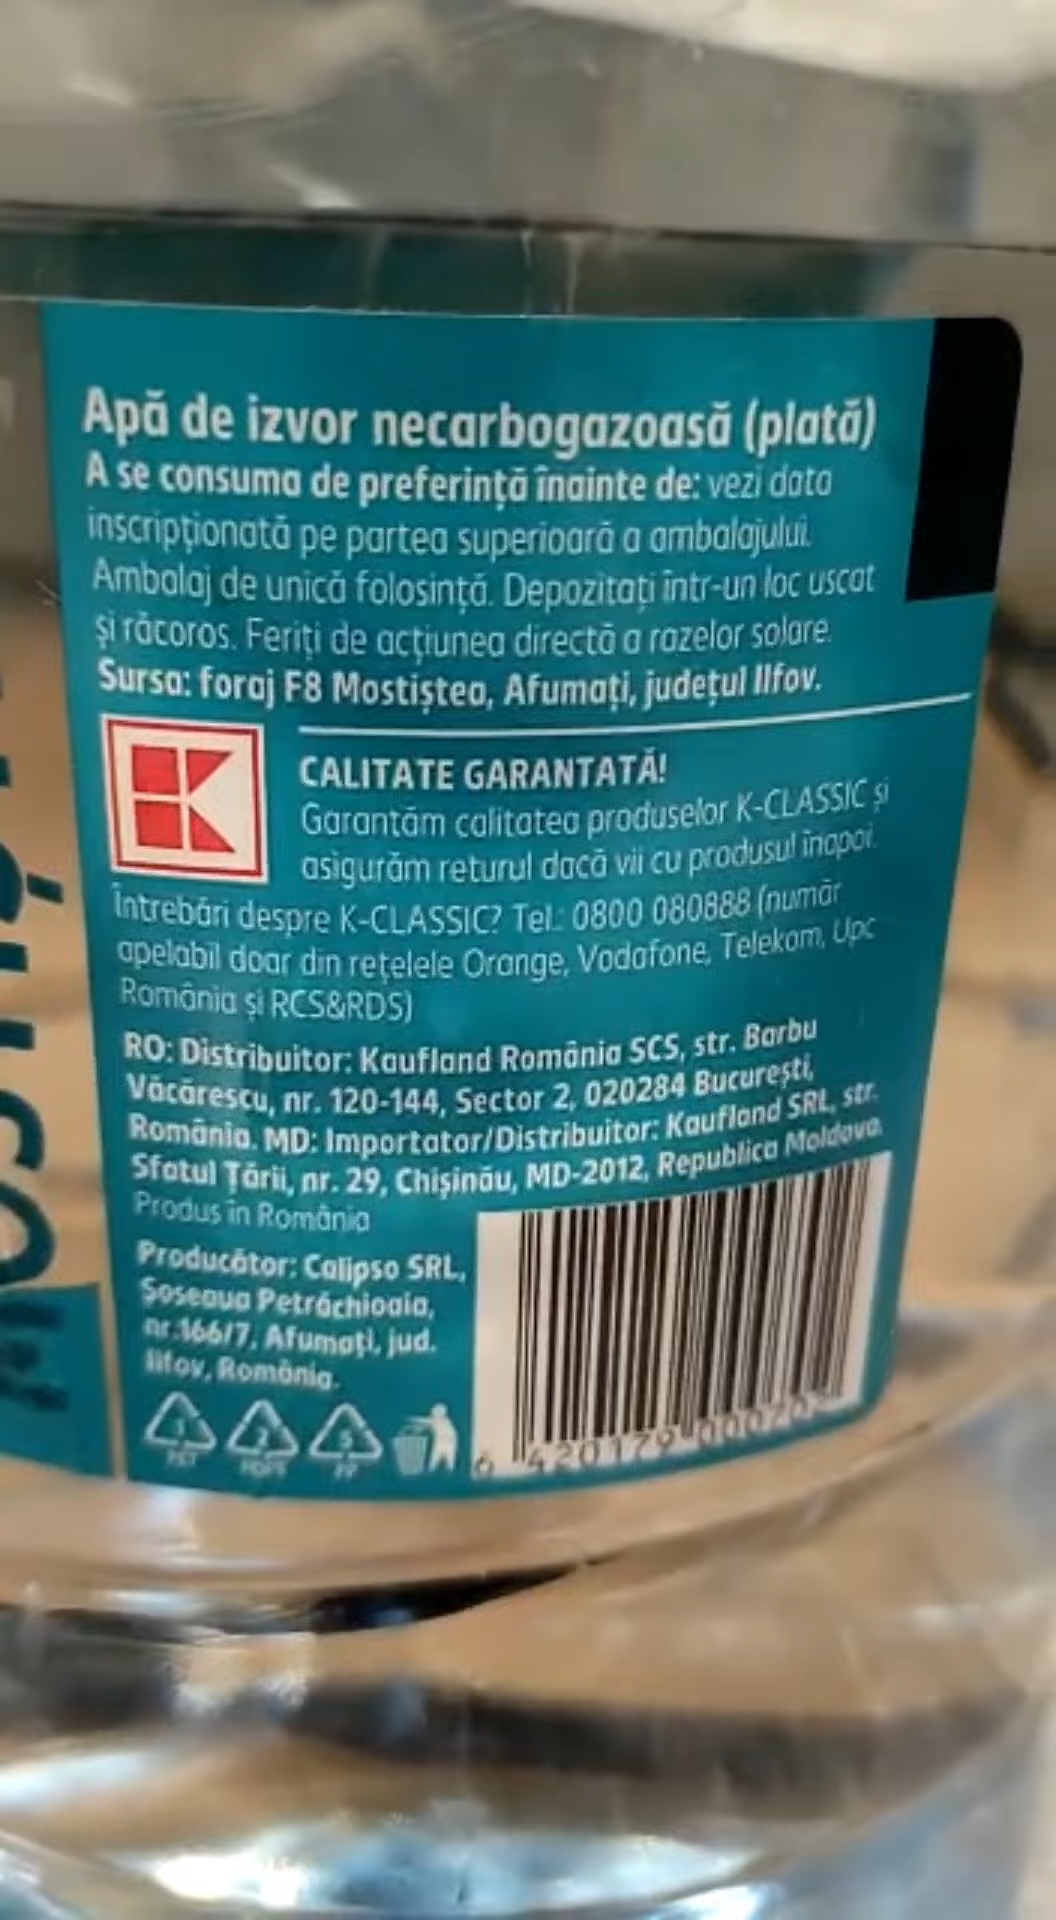 Apă de izvor necarbogazoasă (plată)
A se consuma de preferință înainte de: vezi data
inscripționată pe partea superioară a ambalajului.
Ambalaj de unică folosință. Depozitați într-un loc uscat
și răcoros. Feriți de acțiunea directă a razelor solare.
Sursa: foraj F8 Mostiștea, Afumați, județul Ilfov.
CALITATE GARANTATĂ!
Garantăm calitatea produselor K-CLASSIC și
asigurăm returul dacă vii cu produsul înapoi.
Întrebări despre K-CLASSIC? Tel.: 0800 080888 (număr
apelabil doar din rețelele Orange, Vodafone, Telekom, Upc
România și RCS&RDS)
RO: Distribuitor: Kaufland România SCS, str. Barbu
Văcărescu, nr. 120-144, Sector 2, 020284 București,
România. MD: Importator/Distribuitor: Kaufland SRL, str.
Sfatul Țării, nr. 29, Chișinău, MD-2012, Republica Moldova.
Produs în România
Producător: Calipso SRL,
Șoseaua Petrăchioaia,
nr.166/7, Afumați, jud.
Ilfov, România.
1 2 5
PET HDPE PP
6 420179 000